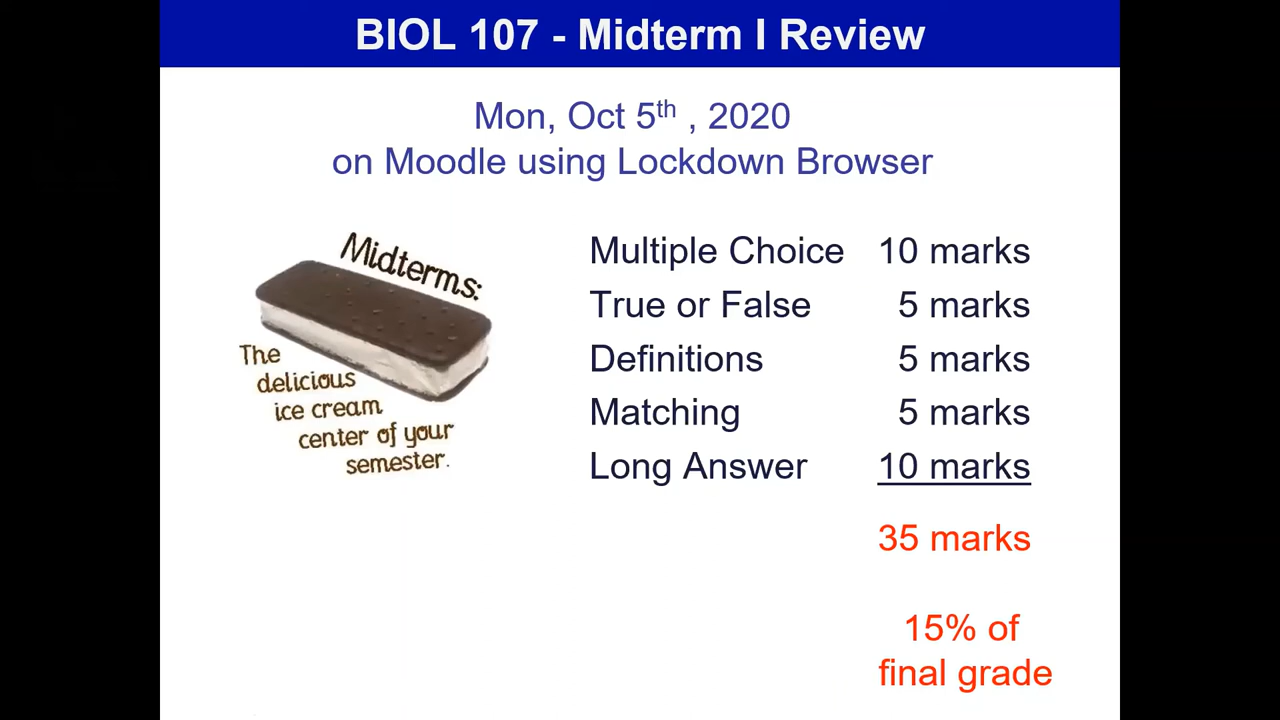 BIOL 107 - Midterm I Review
Mon, Oct 5th , 2020
on Moodle using Lockdown Browser
Midterms:
The
delicious
ice cream
center of your
semester.
Multiple Choice 10 marks
True or False 5 marks
Definitions 5 marks
Matching 5 marks
Long Answer 10 marks
35 marks
15% of
final grade